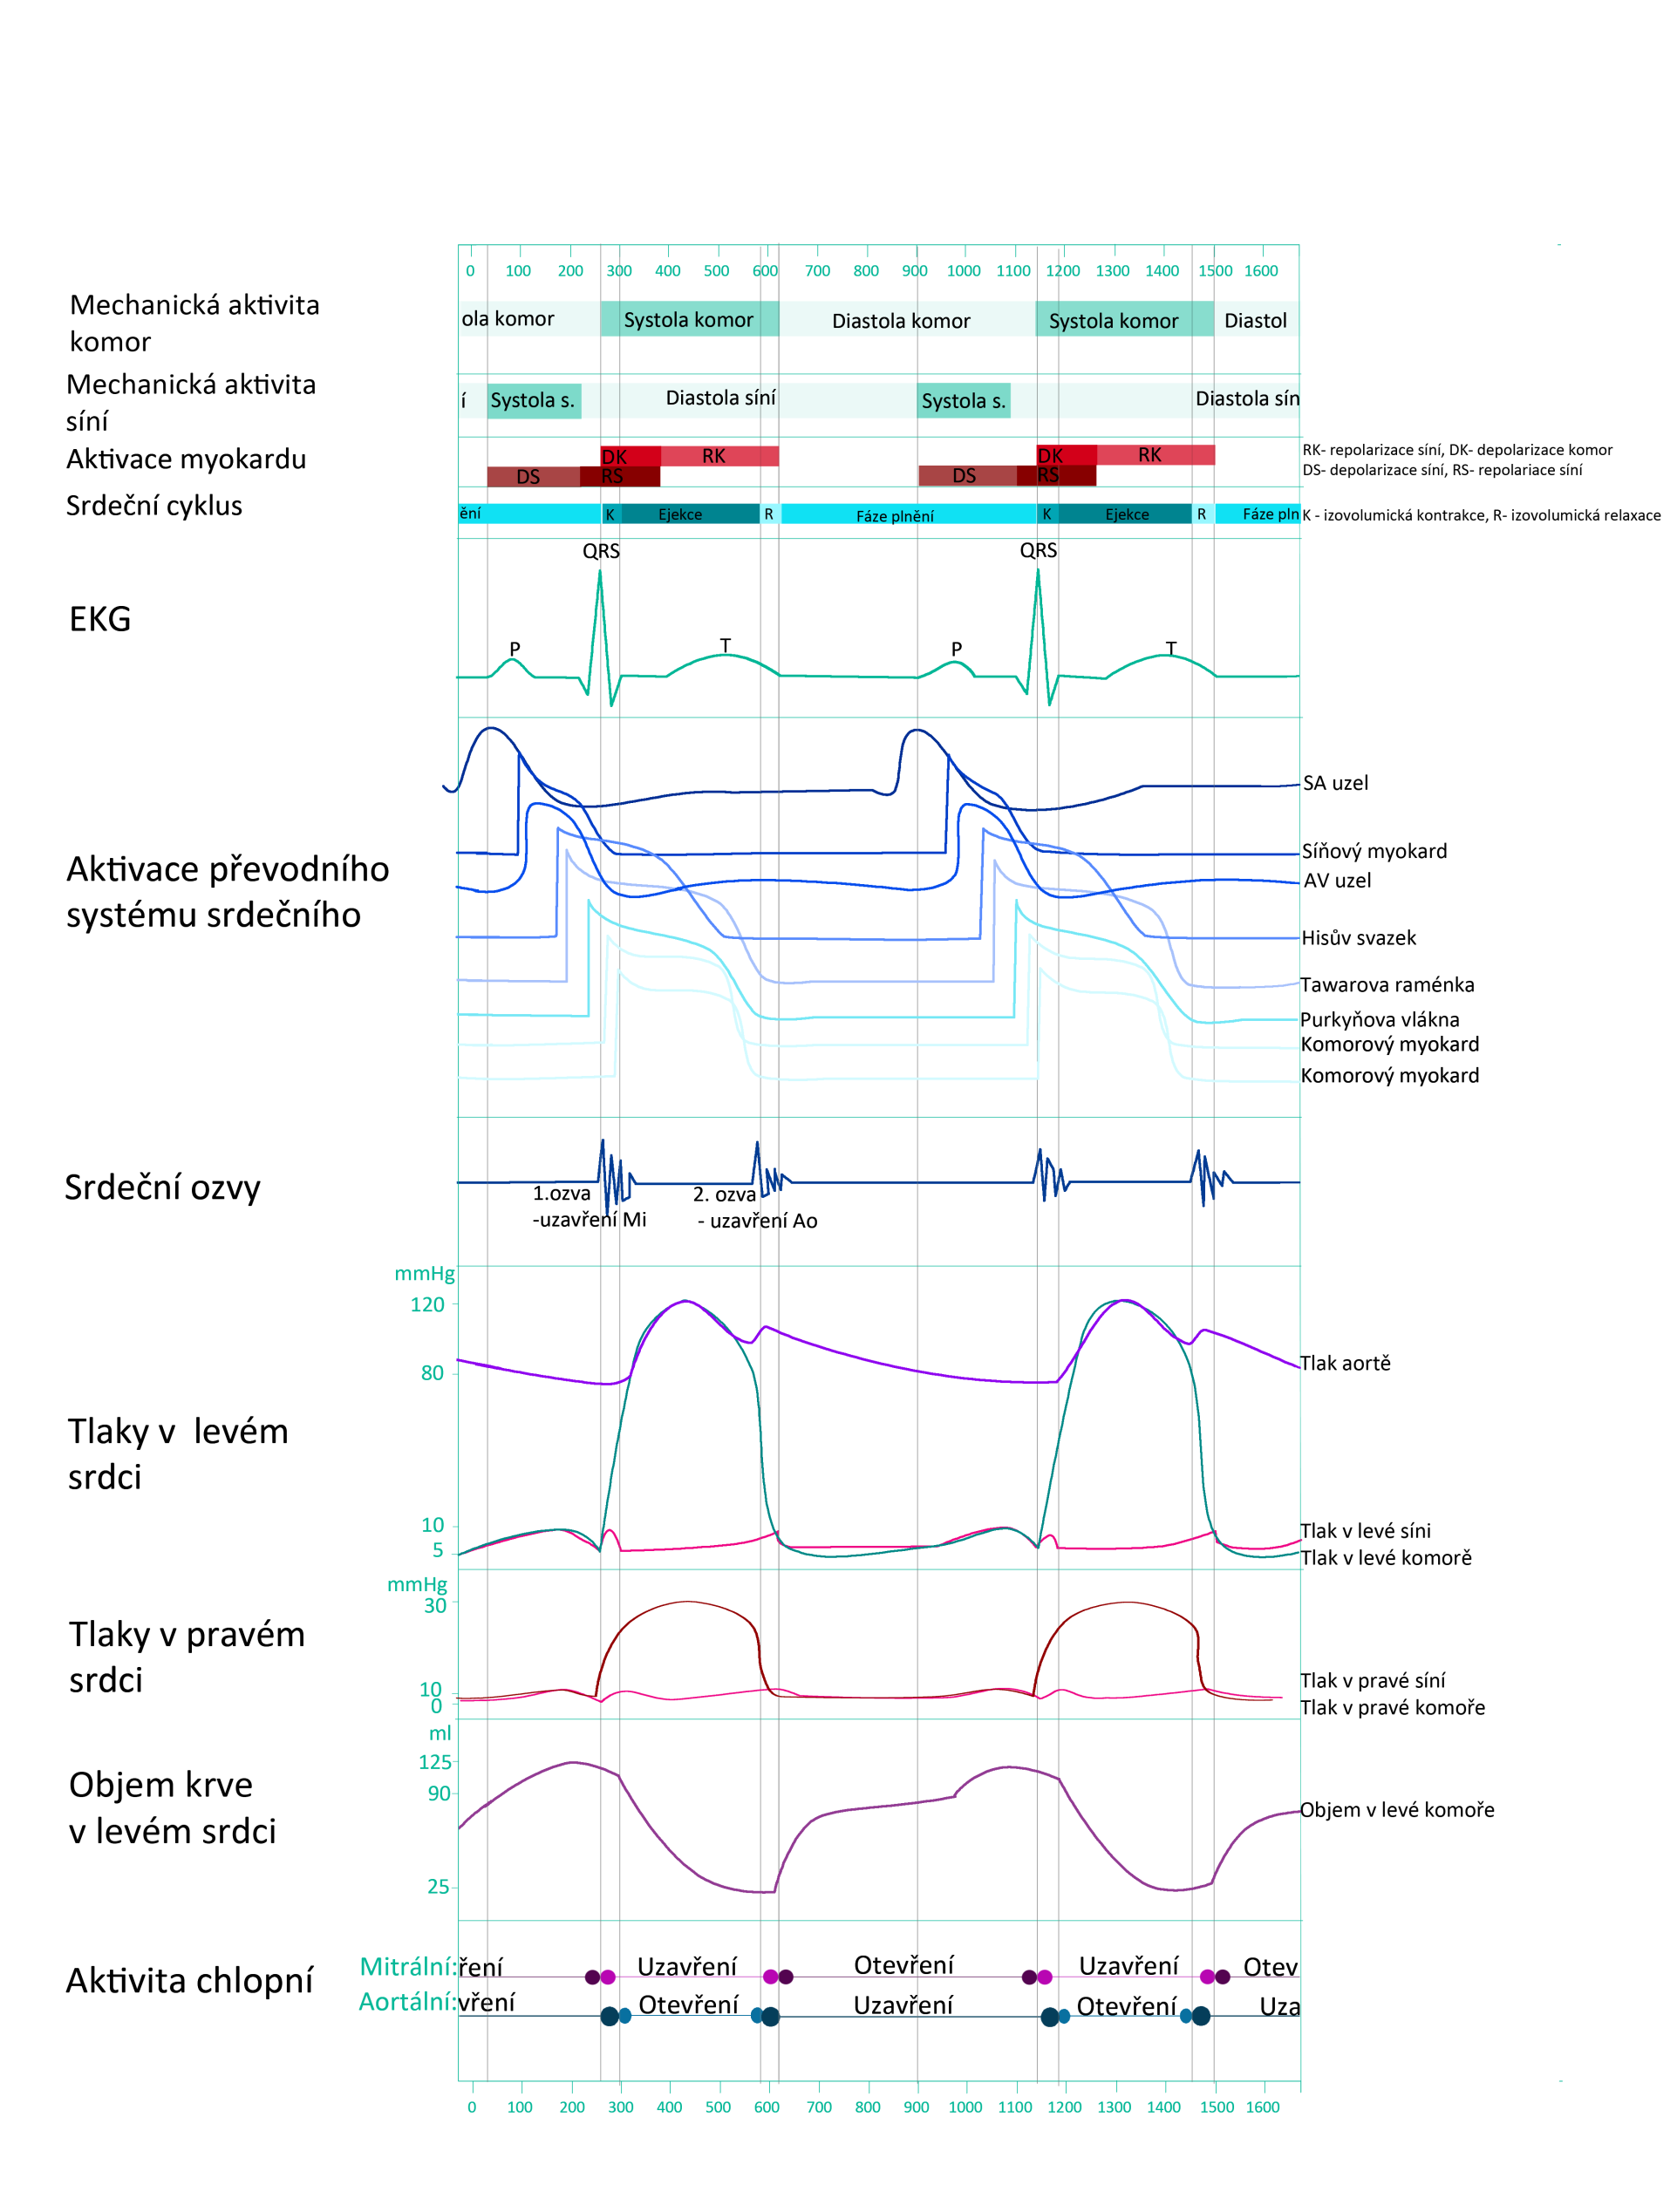 0 100 200 300 400 500 600 700 800 900 1000 1100 1200 1300 1400 1500 1600
Mechanická aktivita
komor
ola komor Systola komor Diastola komor Systola komor Diastol
Mechanická aktivita
síní
í Systola s. Diastola síní Systola s. Diastola sín
Aktivace myokardu
DK RK DK RK
RK- repolarizace síní, DK- depolarizace komor
DS RS DS RS
DS- depolarizace síní, RS- repolariace síní
Srdeční cyklus
ění K Ejekce R Fáze plnění K Ejekce R Fáze pln
K - izovolumická kontrakce, R- izovolumická relaxace
QRS QRS
EKG
P T P T
SA uzel
Síňový myokard
Aktivace převodního
systému srdečního
AV uzel
Hisův svazek
Tawarova raménka
Purkyňova vlákna
Komorový myokard
Komorový myokard
Srdeční ozvy
1.ozva
-uzavření Mi
2. ozva
- uzavření Ao
mmHg
120
80
Tlak aortě
Tlaky v levém
srdci
10
5
Tlak v levé síni
Tlak v levé komorě
mmHg
30
Tlaky v pravém
srdci
10
0
Tlak v pravé síní
Tlak v pravé komoře
ml
125
90
25
Objem krve
v levém srdci
Objem v levé komoře
Aktivita chlopní
Mitrální: ření Uzavření Otevření Uzavření Otev
Aortální: vření Otevření Uzavření Otevření Uza
0 100 200 300 400 500 600 700 800 900 1000 1100 1200 1300 1400 1500 1600